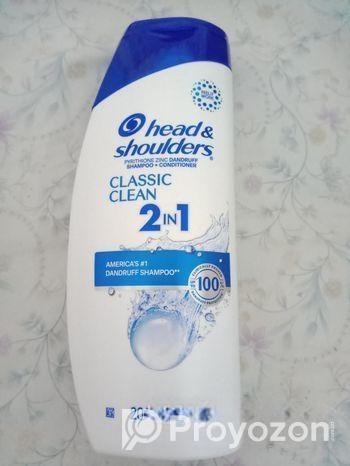 head &
shoulders®
PYRITHIONE ZINC DANDRUFF
SHAMPOO + CONDITIONER
CLASSIC
CLEAN
2 IN 1
AMERICA'S #1
DANDRUFF SHAMPOO**
100
Proyozon